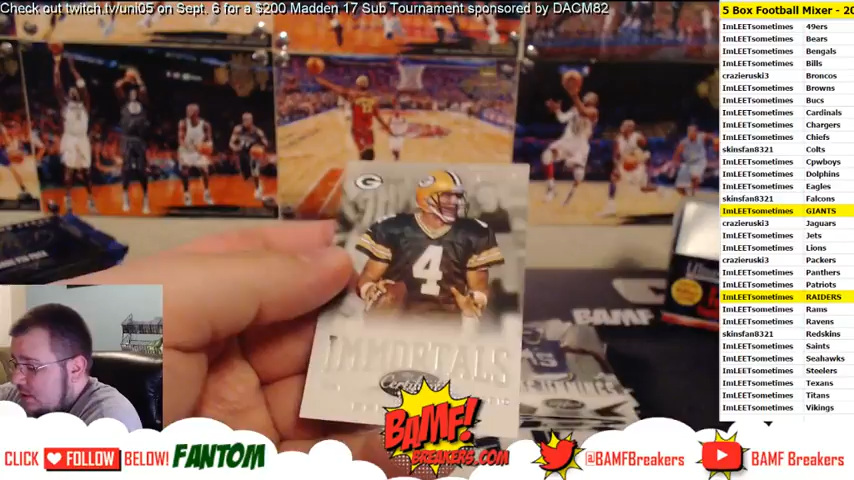 Check out twitch.tv/uni05 on Sept. 6 for a $200 Madden 17 Sub Tournament sponsored by DACM82
5 Box Football Mixer - 20
ImLEETsometimes 49ers
ImLEETsometimes Bears
ImLEETsometimes Bengals
ImLEETsometimes Bills
crazieruski3 Broncos
ImLEETsometimes Browns
ImLEETsometimes Bucs
ImLEETsometimes Cardinals
ImLEETsometimes Chargers
ImLEETsometimes Chiefs
skinsfan8321 Colts
ImLEETsometimes Cpwboys
ImLEETsometimes Dolphins
ImLEETsometimes Eagles
skinsfan8321 Falcons
ImLEETsometimes GIANTS
crazieruski3 Jaguars
ImLEETsometimes Jets
ImLEETsometimes Lions
crazieruski3 Packers
ImLEETsometimes Panthers
ImLEETsometimes Patriots
ImLEETsometimes RAIDERS
ImLEETsometimes Rams
ImLEETsometimes Ravens
skinsfan8321 Redskins
ImLEETsometimes Saints
ImLEETsometimes Seahawks
ImLEETsometimes Steelers
ImLEETsometimes Texans
ImLEETsometimes Titans
ImLEETsometimes Vikings
G
4
IMMORTALS
Certified
BAMF
BAMF!
BREAKERS.COM
CLICK FOLLOW BELOW! FANTOM
@BAMFBreakers
BAMF Breakers